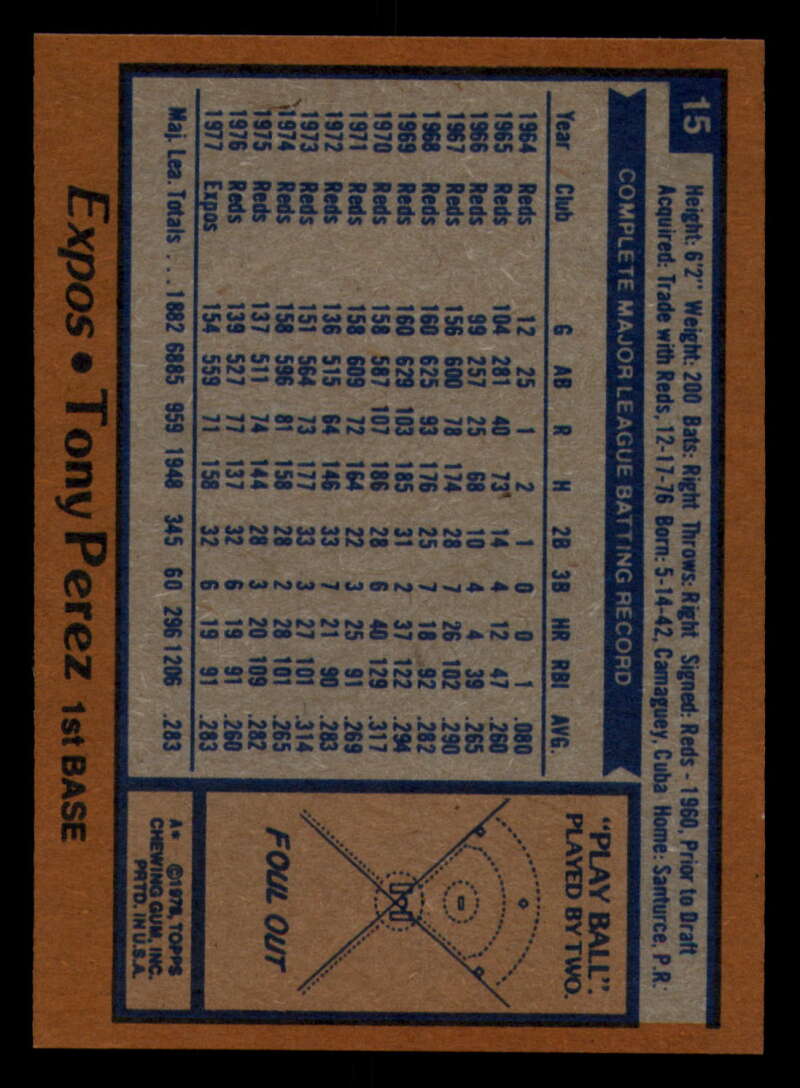 15
Height: 6'2" Weight: 200 Bats: Right Throws: Right Signed: Reds - 1960, Prior to Draft
Acquired: Trade with Reds, 12-17-76 Born: 5-14-42, Camaguey, Cuba Home: Santurce, P.R.
COMPLETE MAJOR LEAGUE BATTING RECORD
Year Club G AB R H 2B 3B HR RBI AVG.
1964 Reds 12 25 1 2 1 0 0 1 .080
1965 Reds 104 281 40 73 14 4 12 47 .260
1966 Reds 99 257 25 68 10 4 4 39 .265
1967 Reds 156 600 78 174 28 7 26 102 .290
1968 Reds 160 625 93 176 25 7 18 92 .282
1969 Reds 160 629 103 185 31 2 37 122 .294
1970 Reds 158 587 107 186 28 6 40 129 .317
1971 Reds 158 609 72 164 22 3 25 91 .269
1972 Reds 136 515 64 146 33 7 21 90 .283
1973 Reds 151 564 73 177 33 3 27 101 .314
1974 Reds 158 596 81 158 28 2 28 101 .265
1975 Reds 137 511 74 144 28 3 20 109 .282
1976 Reds 139 527 77 137 32 6 19 91 .260
1977 Expos 154 559 71 158 32 6 19 91 .283
Maj. Lea. Totals ... 1882 6885 959 1948 345 60 296 1206 .283
"PLAY BALL".
PLAYED BY TWO.
FOUL OUT
A* ©1978, TOPPS
CHEWING GUM, INC.
PRTD. IN U.S.A.
Expos • Tony Perez 1st BASE